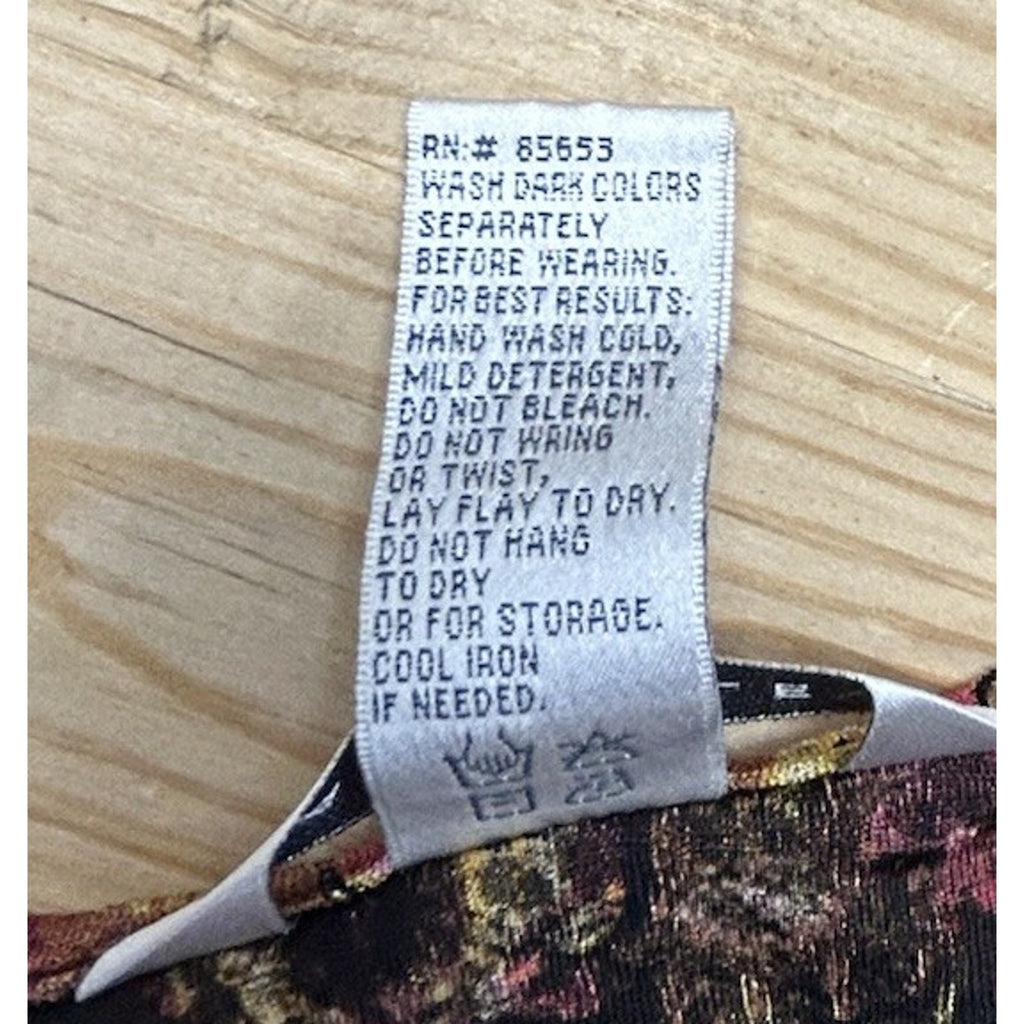 RN:# 85653
WASH DARK COLORS
SEPARATELY
BEFORE WEARING.
FOR BEST RESULTS:
HAND WASH COLD,
MILD DETERGENT,
DO NOT BLEACH.
DO NOT WRING
OR TWIST,
LAY FLAY TO DRY.
DO NOT HANG
TO DRY
OR FOR STORAGE.
COOL IRON
IF NEEDED.